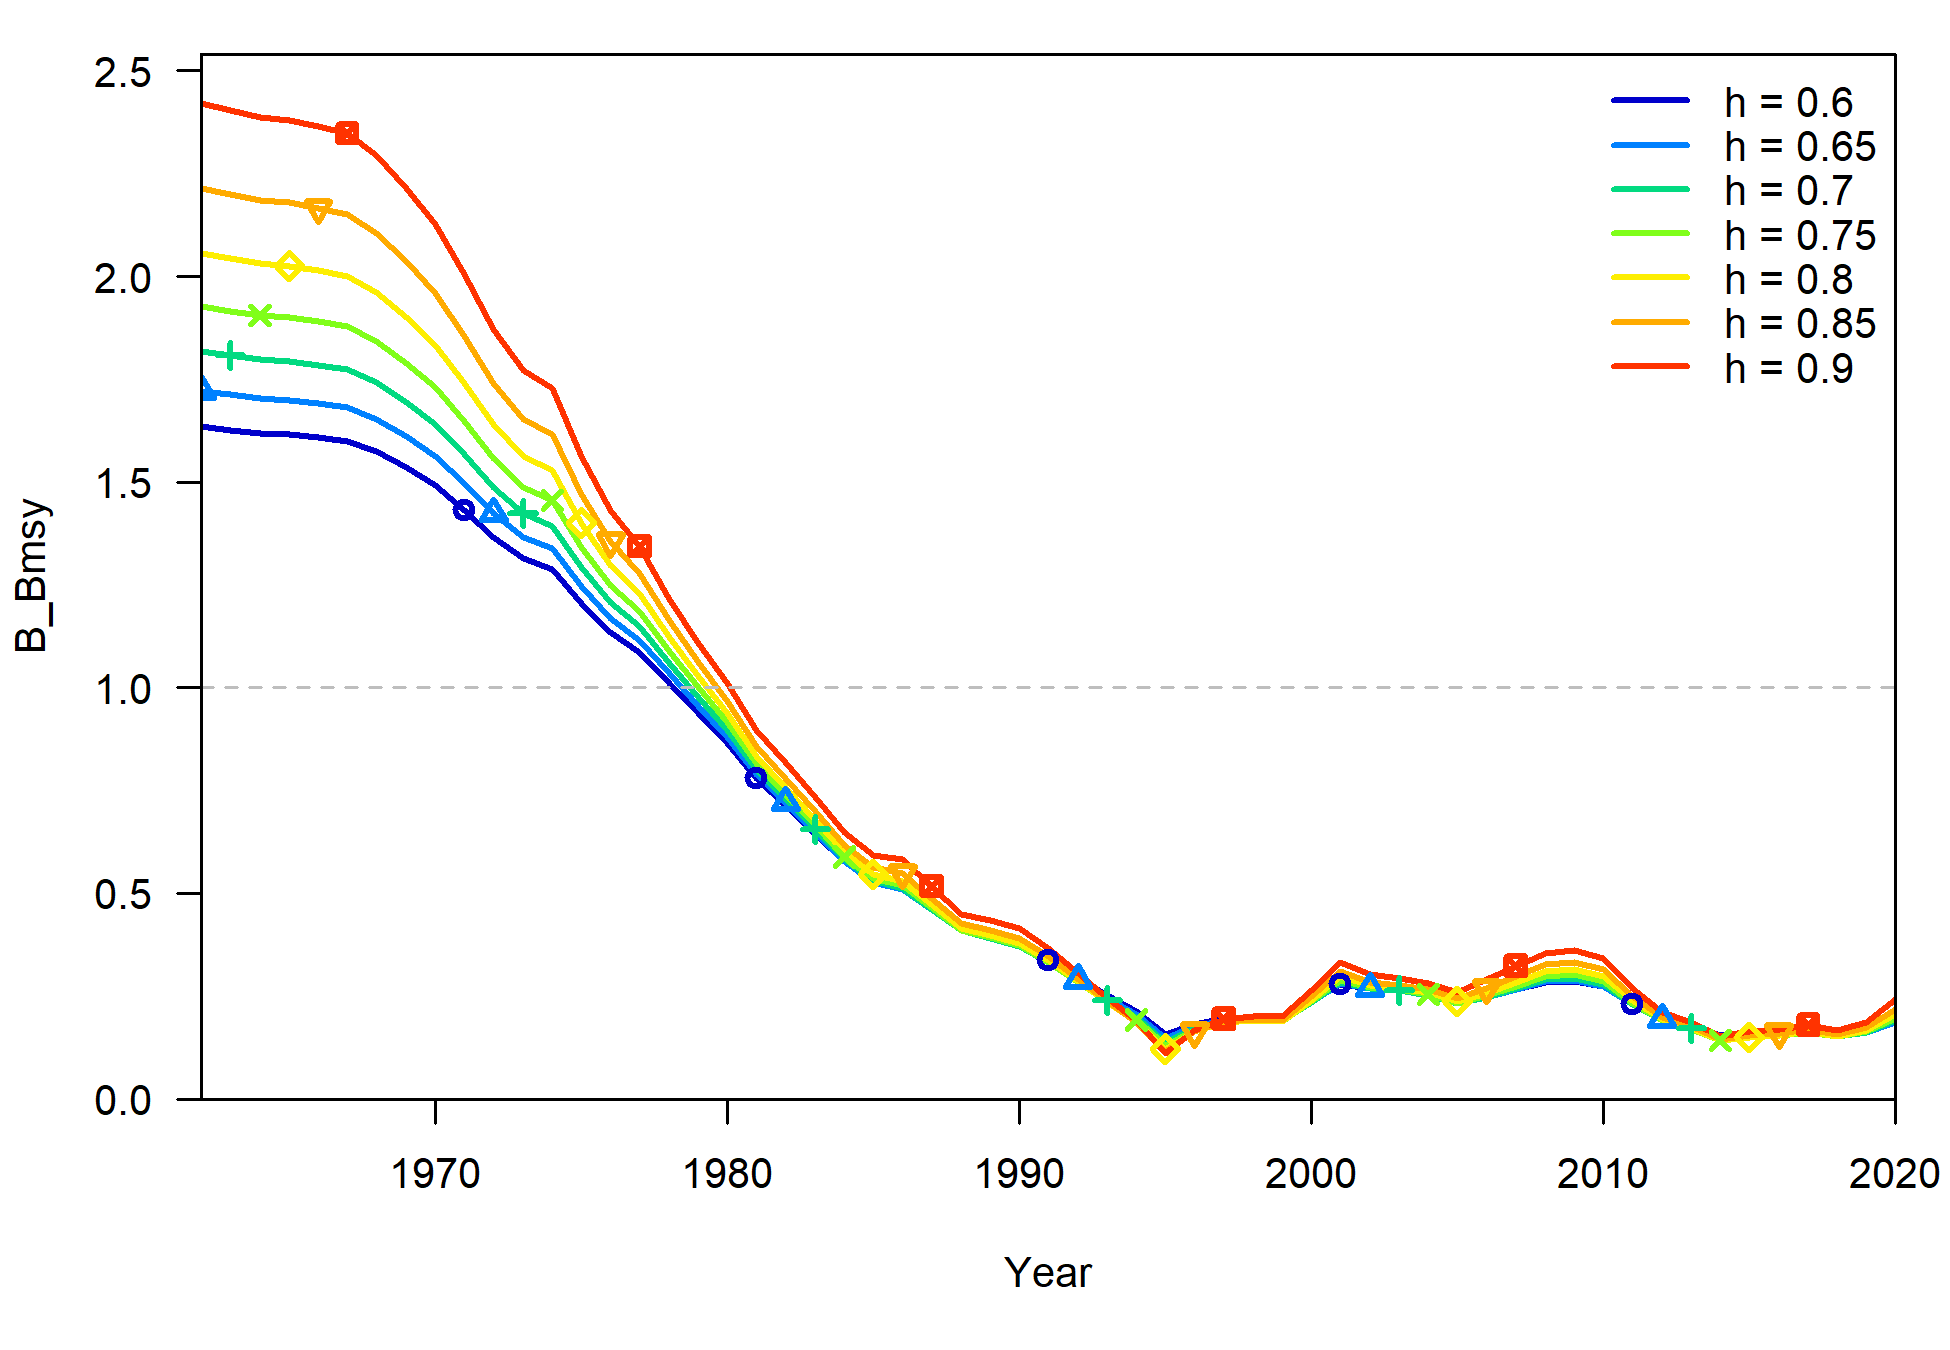 2.5
2.0
1.5
1.0
0.5
0.0
B_Bmsy
h = 0.6
h = 0.65
h = 0.7
h = 0.75
h = 0.8
h = 0.85
h = 0.9
1970 1980 1990 2000 2010 2020
Year